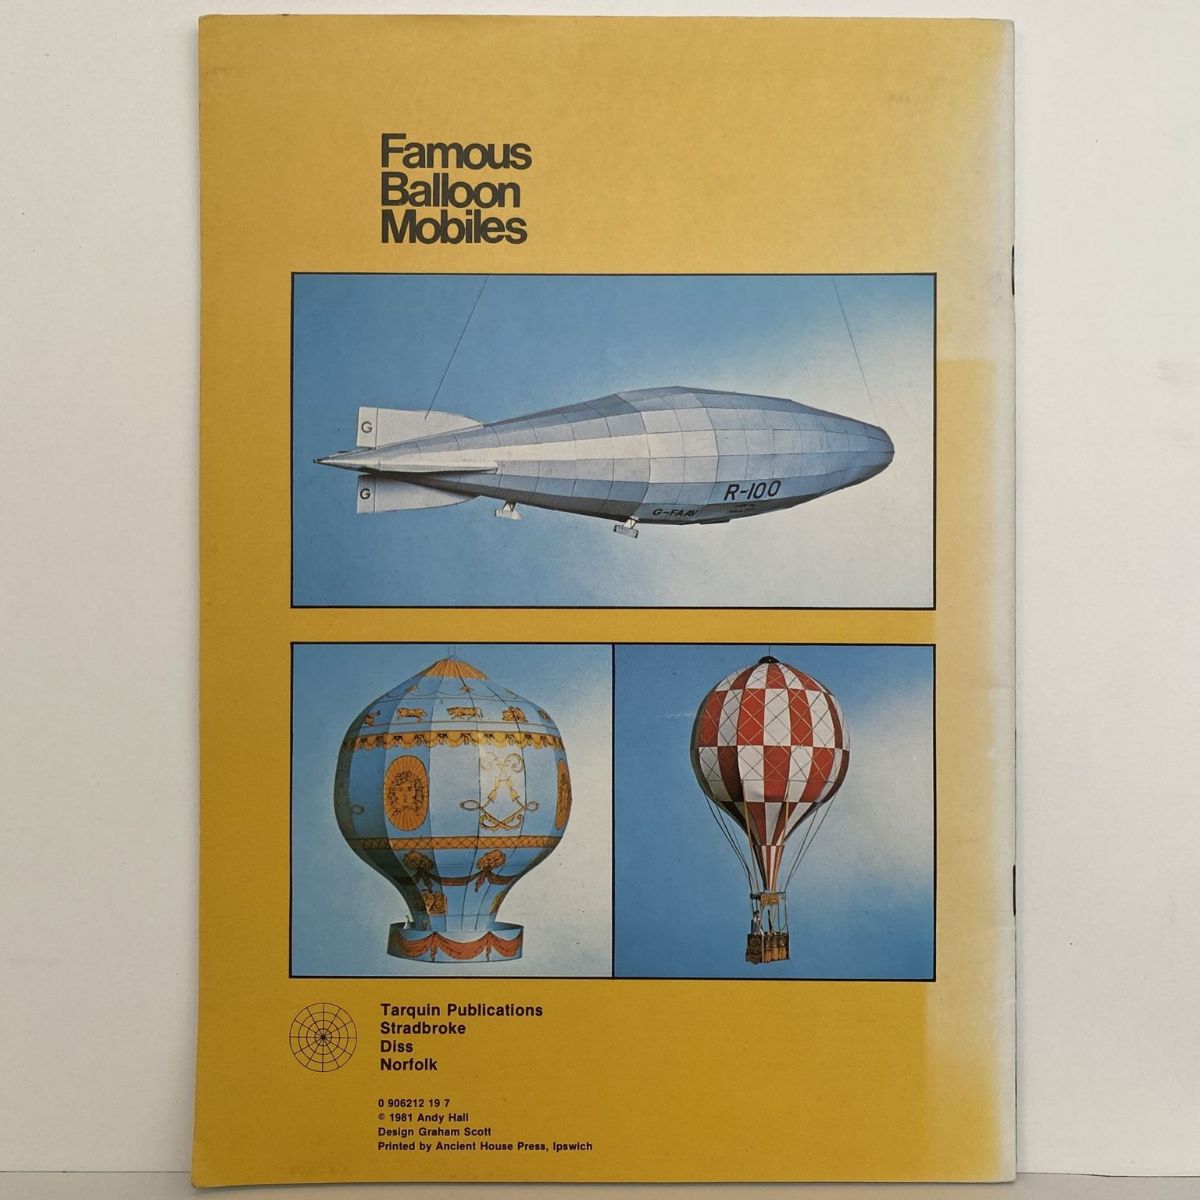 Famous
Balloon
Mobiles
G
G
R-100
G-FAAV
Tarquin Publications
Stradbroke
Diss
Norfolk
0 906212 19 7
© 1981 Andy Hall
Design Graham Scott
Printed by Ancient House Press, Ipswich